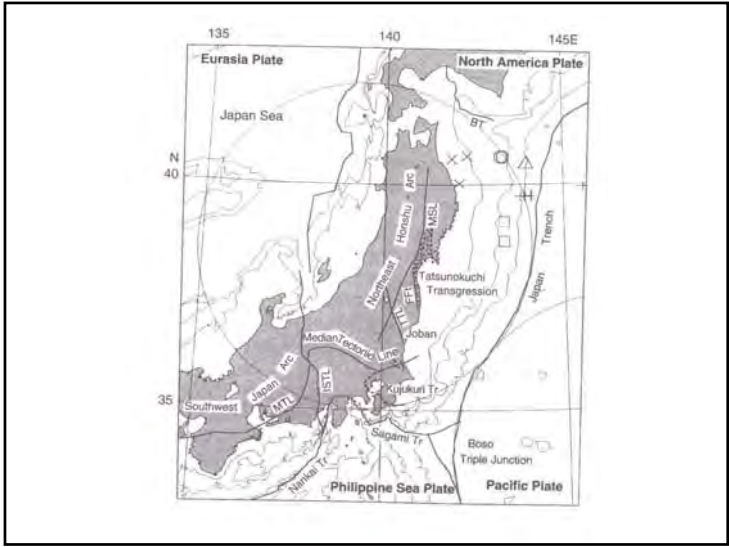 135 140 145E
Eurasia Plate
North America Plate
Japan Sea
BT
N
40
Honshu Arc
MSL
Northeast
Tatsunokuchi
Transgression
FFt
TTL
Japan Trench
Joban
Median Tectonic Line
Japan Arc
Kujukuri Tr
ISTL
MTL
35
Southwest
Sagami Tr
Boso
Triple Junction
Nankai Tr
Philippine Sea Plate
Pacific Plate